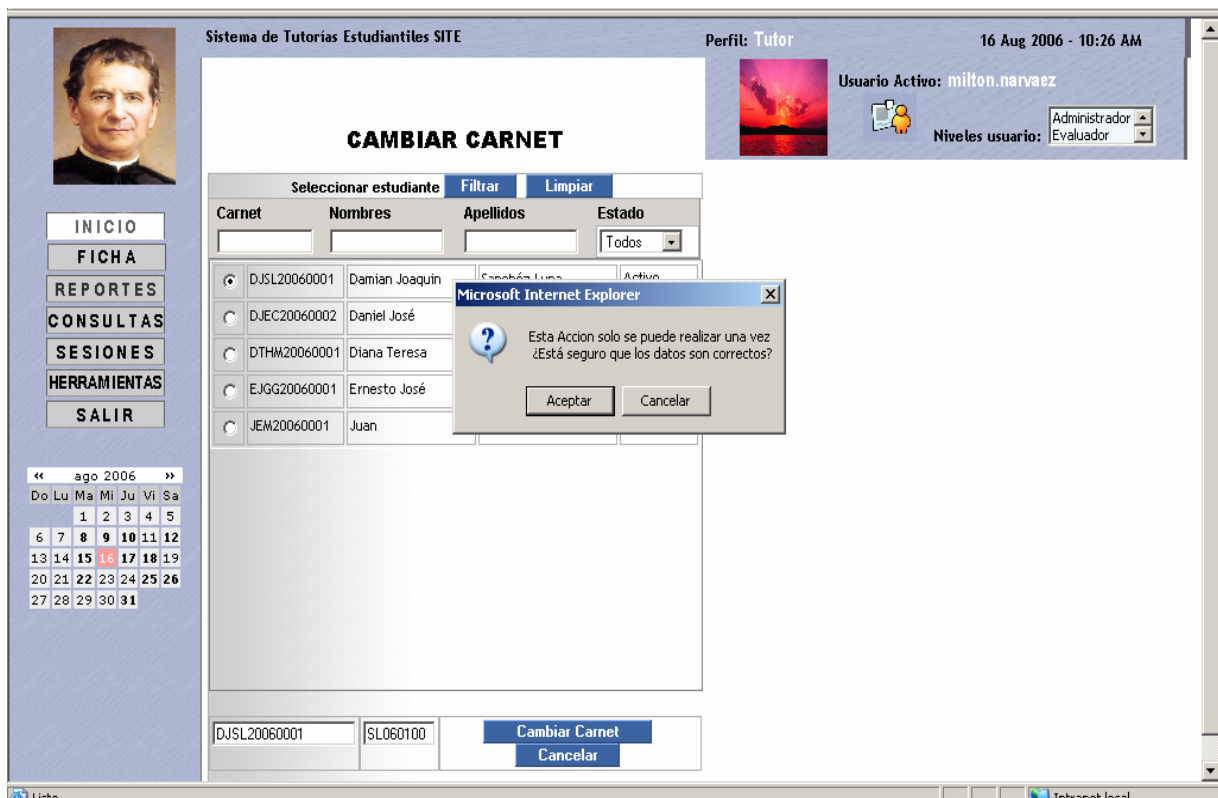 Sistema de Tutorías Estudiantiles SITE
Perfil: Tutor
16 Aug 2006 - 10:26 AM
Usuario Activo: milton.narvaez
Niveles usuario:
Administrador
Evaluador
CAMBIAR CARNET
INICIO
FICHA
REPORTES
CONSULTAS
SESIONES
HERRAMIENTAS
SALIR
« ago 2006 »
Do Lu Ma Mi Ju Vi Sa
1 2 3 4 5
6 7 8 9 10 11 12
13 14 15 16 17 18 19
20 21 22 23 24 25 26
27 28 29 30 31
Seleccionar estudiante Filtrar Limpiar
Carnet Nombres Apellidos Estado
Todos
DJSL20060001 Damian Joaquin Activo
DJEC20060002 Daniel José
DTHM20060001 Diana Teresa
EJGG20060001 Ernesto José
JEM20060001 Juan
Microsoft Internet Explorer
Esta Accion solo se puede realizar una vez
¿Está seguro que los datos son correctos?
Aceptar Cancelar
DJSL20060001 SL060100 Cambiar Carnet
Cancelar
Listo Intranet local